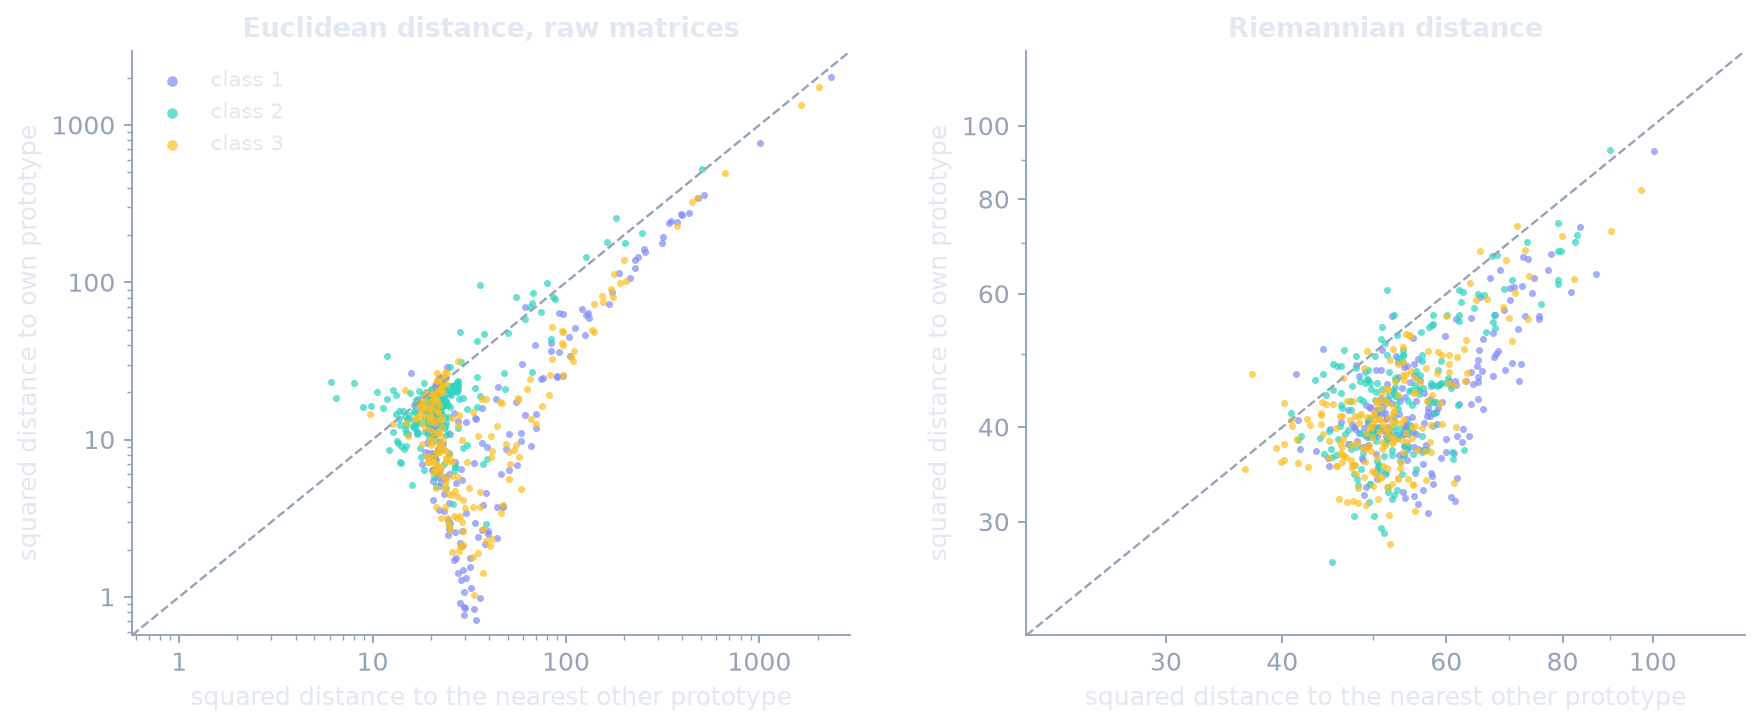 Euclidean distance, raw matrices
class 1
class 2
class 3
squared distance to own prototype
1000
100
10
1
1
10
100
1000
squared distance to the nearest other prototype
Riemannian distance
squared distance to own prototype
100
80
60
40
30
30
40
60
80
100
squared distance to the nearest other prototype